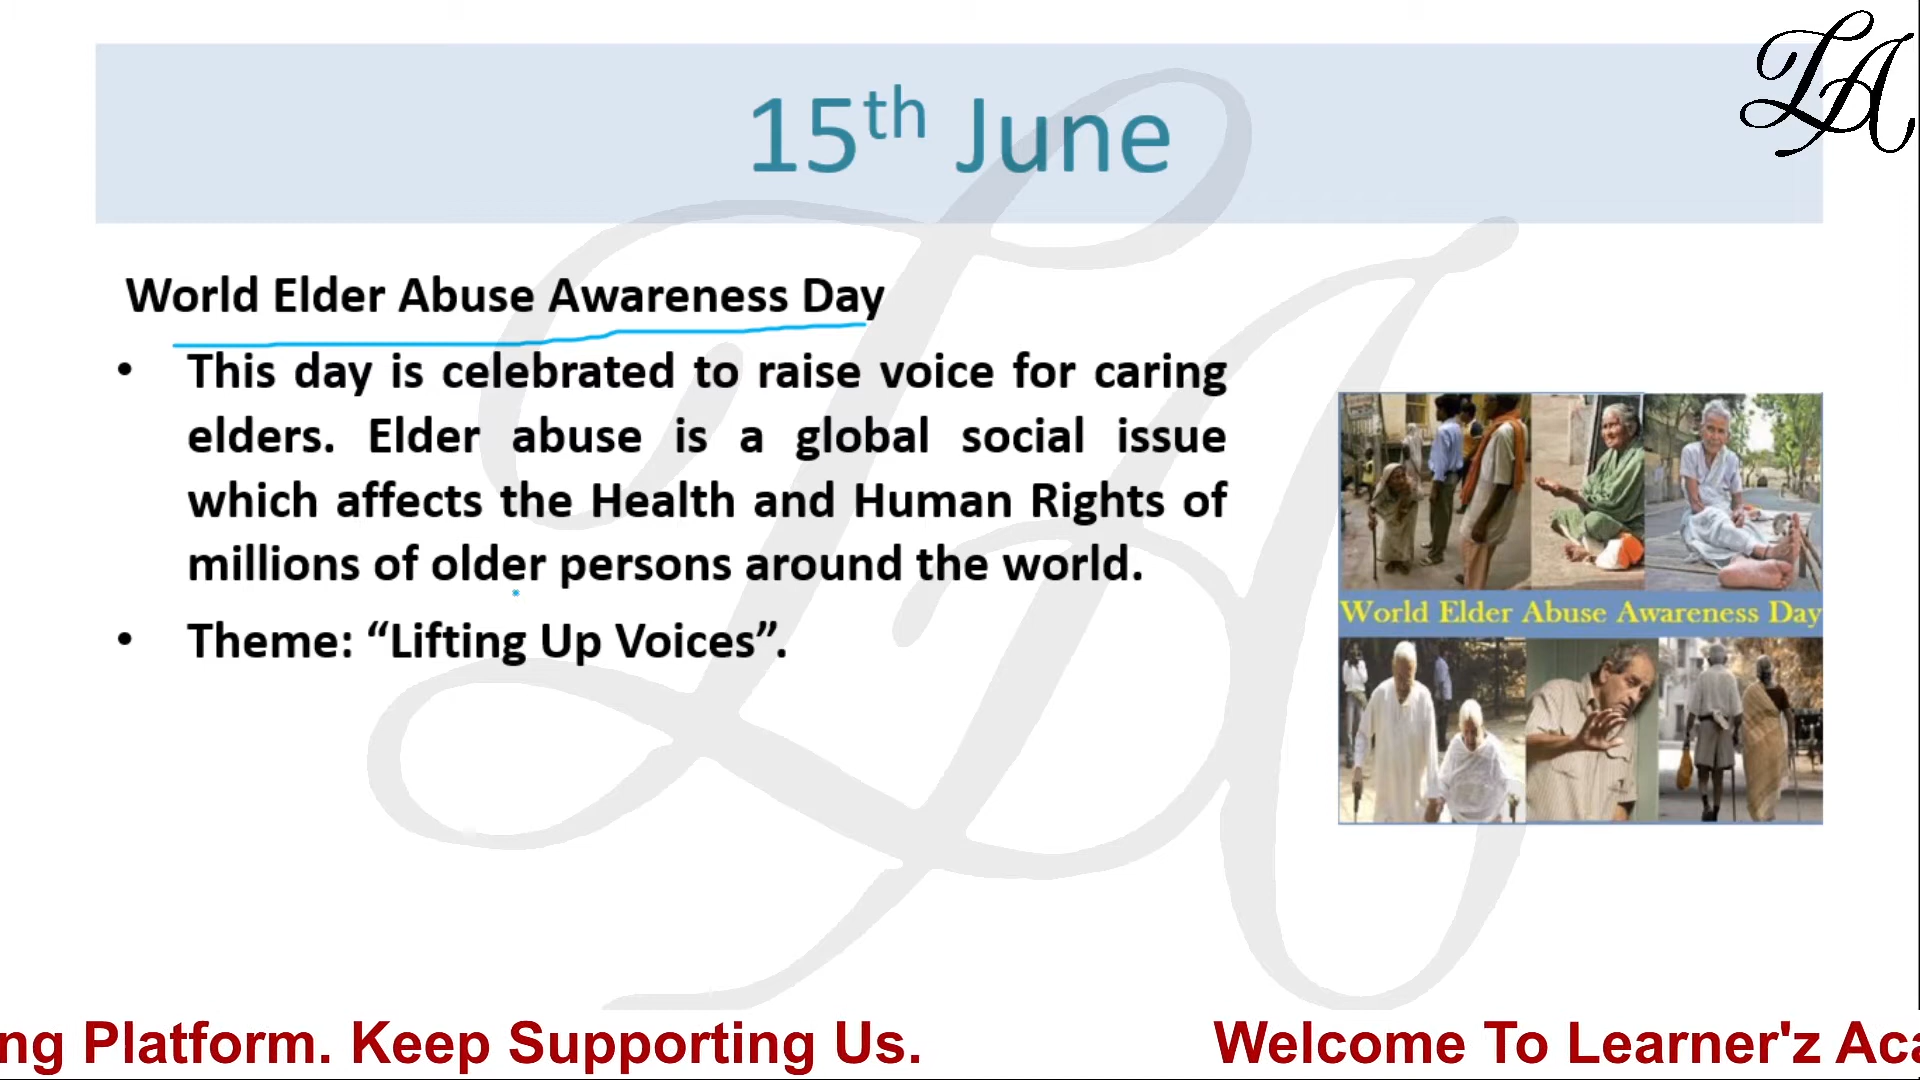 15th June
World Elder Abuse Awareness Day
• This day is celebrated to raise voice for caring
elders. Elder abuse is a global social issue
which affects the Health and Human Rights of
millions of older persons around the world.
• Theme: “Lifting Up Voices”.
World Elder Abuse Awareness Day
LA
ng Platform. Keep Supporting Us. Welcome To Learner'z Aca